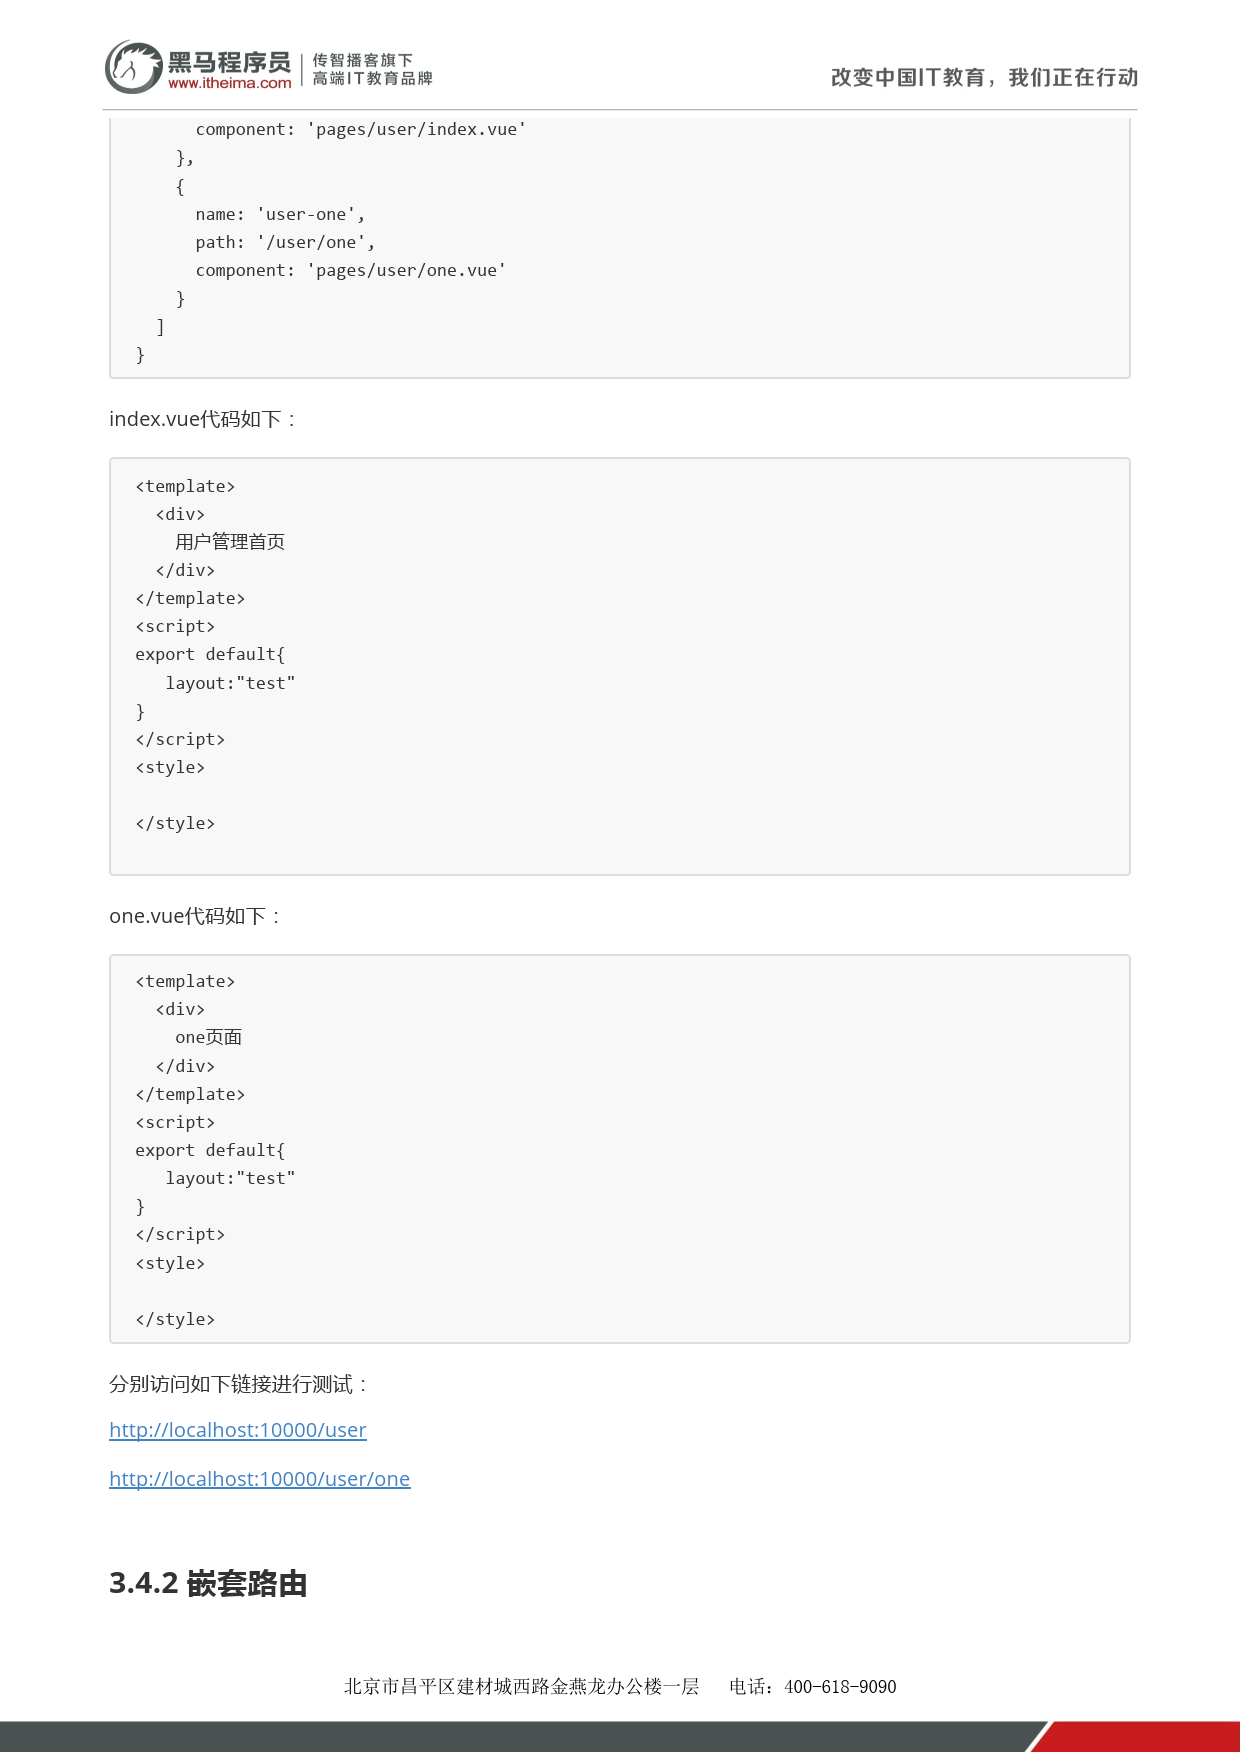 黑马程序员
www.itheima.com
传智播客旗下
高端IT教育品牌
改变中国IT教育，我们正在行动
      component: 'pages/user/index.vue'
    },
    {
      name: 'user-one',
      path: '/user/one',
      component: 'pages/user/one.vue'
    }
  ]
}
index.vue代码如下：
<template>
  <div>
    用户管理首页
  </div>
</template>
<script>
export default{
   layout:"test"
}
</script>
<style>

</style>
one.vue代码如下：
<template>
  <div>
    one页面
  </div>
</template>
<script>
export default{
   layout:"test"
}
</script>
<style>

</style>
分别访问如下链接进行测试：
http://localhost:10000/user
http://localhost:10000/user/one
3.4.2 嵌套路由
北京市昌平区建材城西路金燕龙办公楼一层 电话：400-618-9090